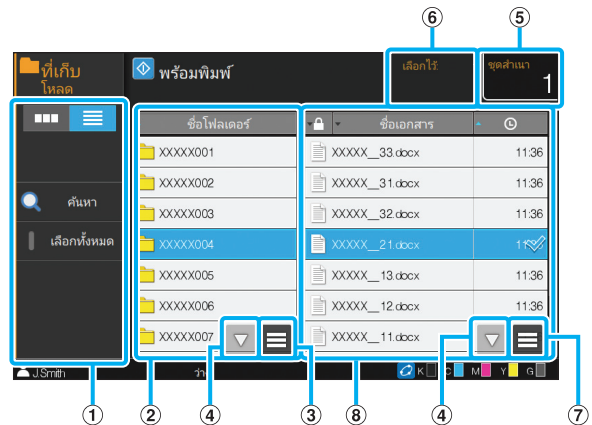 ⑥ ⑤
ที่เก็บ
โหลด
พร้อมพิมพ์
เลือกไว้:
ชุดสำเนา
1
ชื่อโฟลเดอร์ ชื่อเอกสาร
XXXXX001 XXXXX__33.docx 11:36
XXXXX002 XXXXX__31.docx 11:36
ค้นหา XXXXX003 XXXXX__32.docx 11:36
เลือกทั้งหมด XXXXX004 XXXXX__21.docx
XXXXX005 XXXXX__13.docx 11:36
XXXXX006 XXXXX__12.docx 11:36
XXXXX007 XXXXX__11.docx
J.Smith K C M Y G
① ② ④ ③ ⑧ ④ ⑦